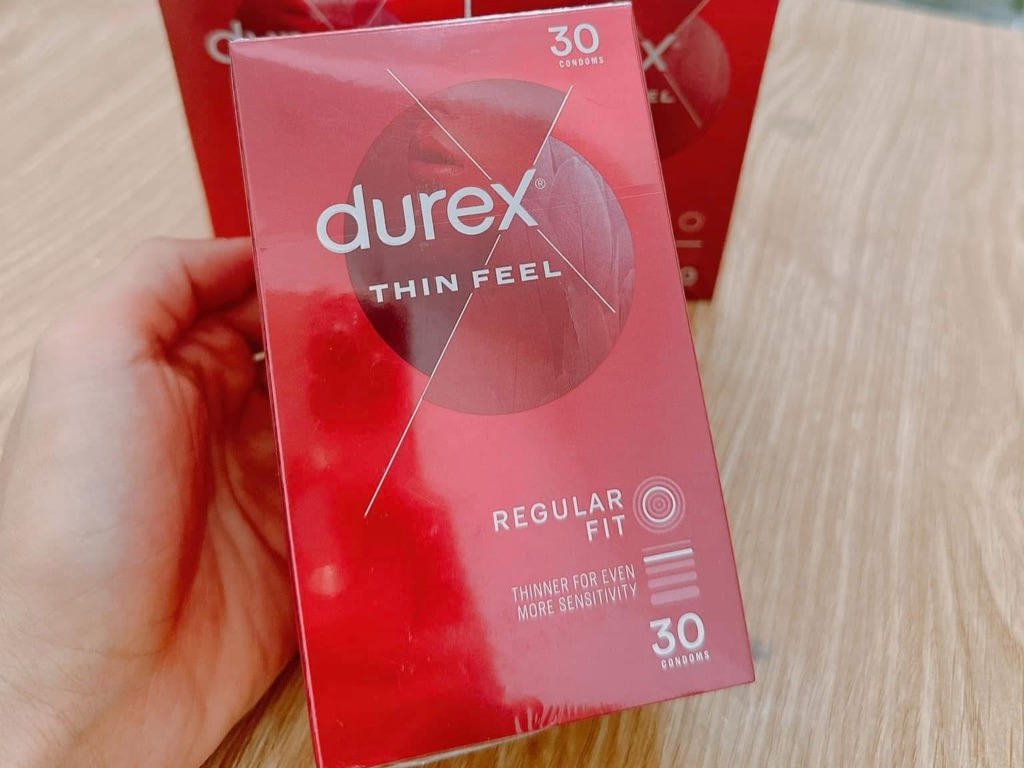 30
CONDOMS
durex®
THIN FEEL
REGULAR
FIT
THINNER FOR EVEN
MORE SENSITIVITY
30
CONDOMS